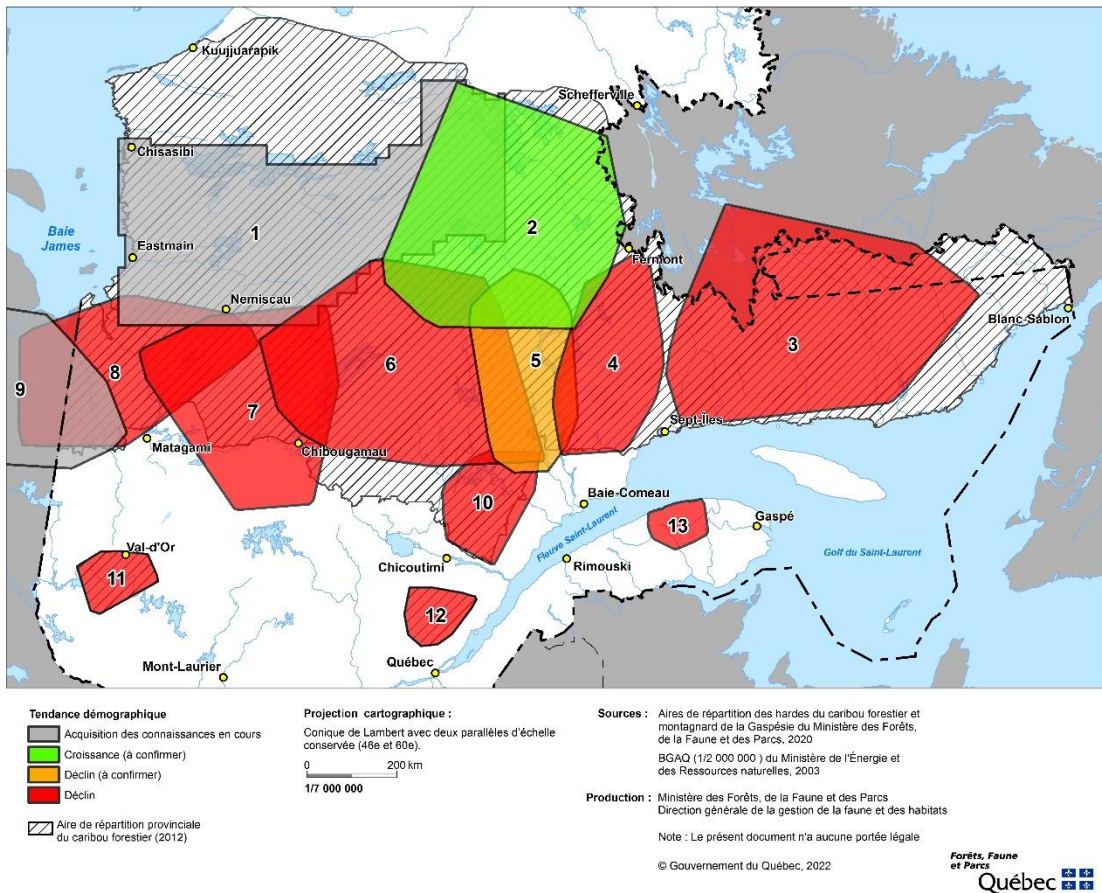 Kuujjuarapik
Schefferville
Chisasibi
2
1
Baie
James
Eastmain
Fermont
Nemiscau
Blanc-Sablon
3
5
6
4
8
9
7
Sept-Îles
Matagami
Chibougamau
10
Baie-Comeau
13
Gaspé
Fleuve Saint-Laurent
Val-d'Or
Golf du Saint-Laurent
Chicoutimi
Rimouski
11
12
Québec
Mont-Laurier
Tendance démographique
Acquisition des connaissances en cours
Croissance (à confirmer)
Déclin (à confirmer)
Déclin
Aire de répartition provinciale
du caribou forestier (2012)
Projection cartographique :
Conique de Lambert avec deux parallèles d'échelle
conservée (46e et 60e).
0 200 km
1/7 000 000
Sources : Aires de répartition des hardes du caribou forestier et
montagnard de la Gaspésie du Ministère des Forêts,
de la Faune et des Parcs, 2020
BGAQ (1/2 000 000 ) du Ministère de l'Énergie et
des Ressources naturelles, 2003
Production : Ministère des Forêts, de la Faune et des Parcs
Direction générale de la gestion de la faune et des habitats
Note : Le présent document n'a aucune portée légale
© Gouvernement du Québec, 2022
Forêts, Faune
et Parcs
Québec